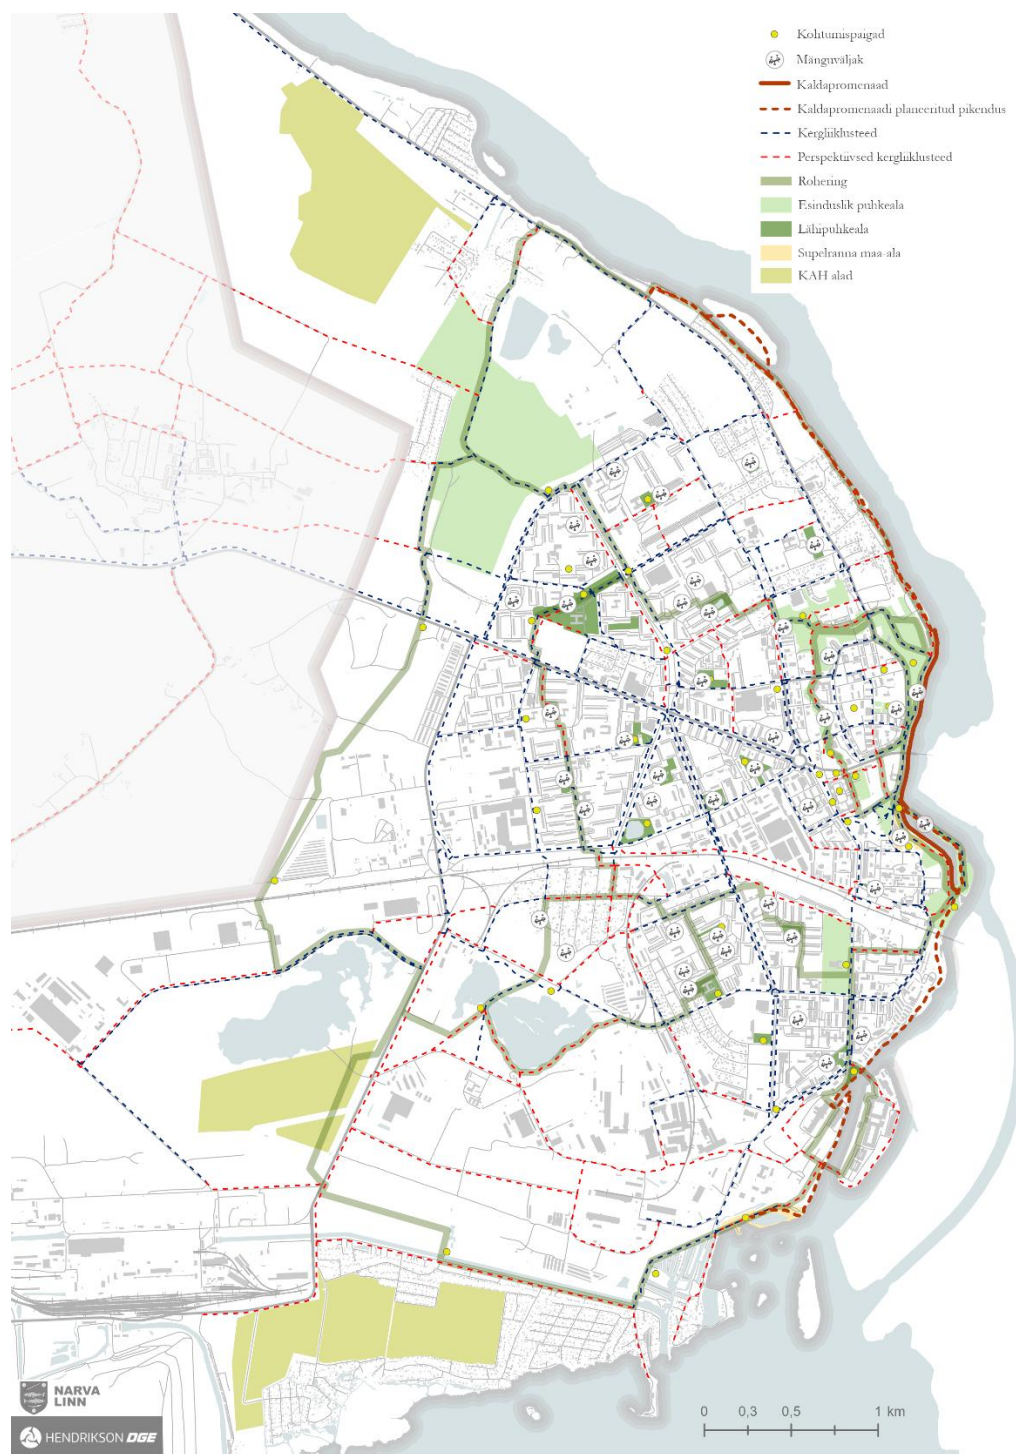 Kohtumispaigad
Mänguväljak
Kaldapromenaad
Kaldapromenaadi planeeritud pikendus
Kergliiklusteed
Perspektiivsed kergliiklusteed
Rohering
Esinduslik puhkeala
Lähipuhkeala
Supelranna maa-ala
KAH alad
NARVA
LINN
HENDRIKSON DGE
0 0,3 0,5 1 km